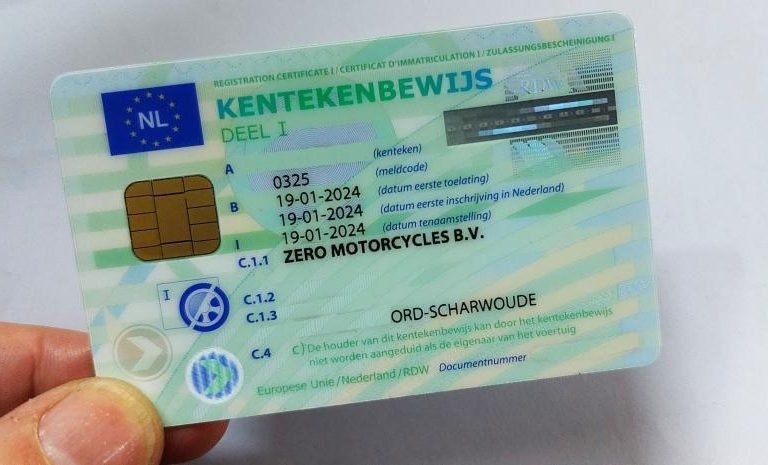 REGISTRATION CERTIFICATE I / CERTIFICAT D'IMMATRICULATION I / ZULASSUNGSBESCHEINIGUNG I
NL
KENTEKENBEWIJS
DEEL I
A (kenteken)
0325 (meldcode)
B 19-01-2024 (datum eerste toelating)
19-01-2024 (datum eerste inschrijving in Nederland)
I 19-01-2024 (datum tenaamstelling)
C.1.1 ZERO MOTORCYCLES B.V.
I
C.1.2
C.1.3 ORD-SCHARWOUDE
C.4 C) De houder van dit kentekenbewijs kan door het kentekenbewijs
niet worden aangeduid als de eigenaar van het voertuig
Europese Unie/Nederland/RDW Documentnummer